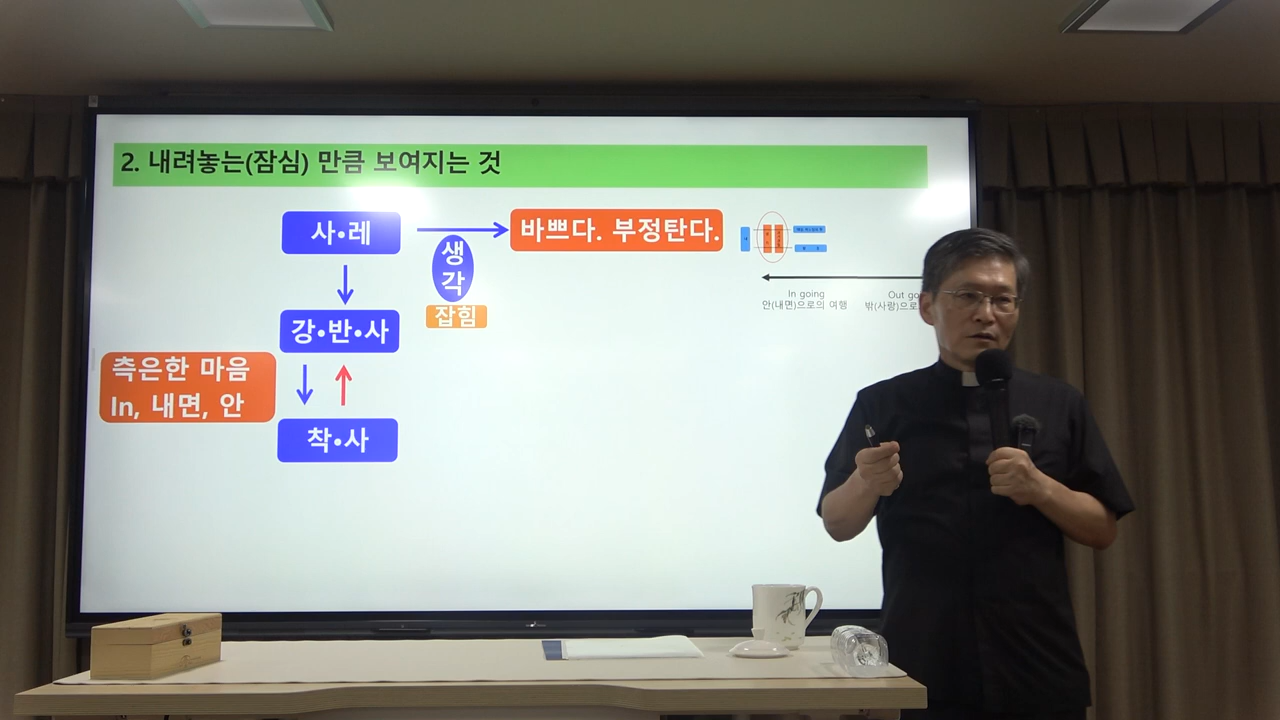 2. 내려놓는(잠심) 만큼 보여지는 것
사•레
생
각
잡힘
바쁘다. 부정탄다.
강•반•사
측은한 마음
In, 내면, 안
착•사
In going
안(내면)으로의 여행
Out go
밖(사랑)으로